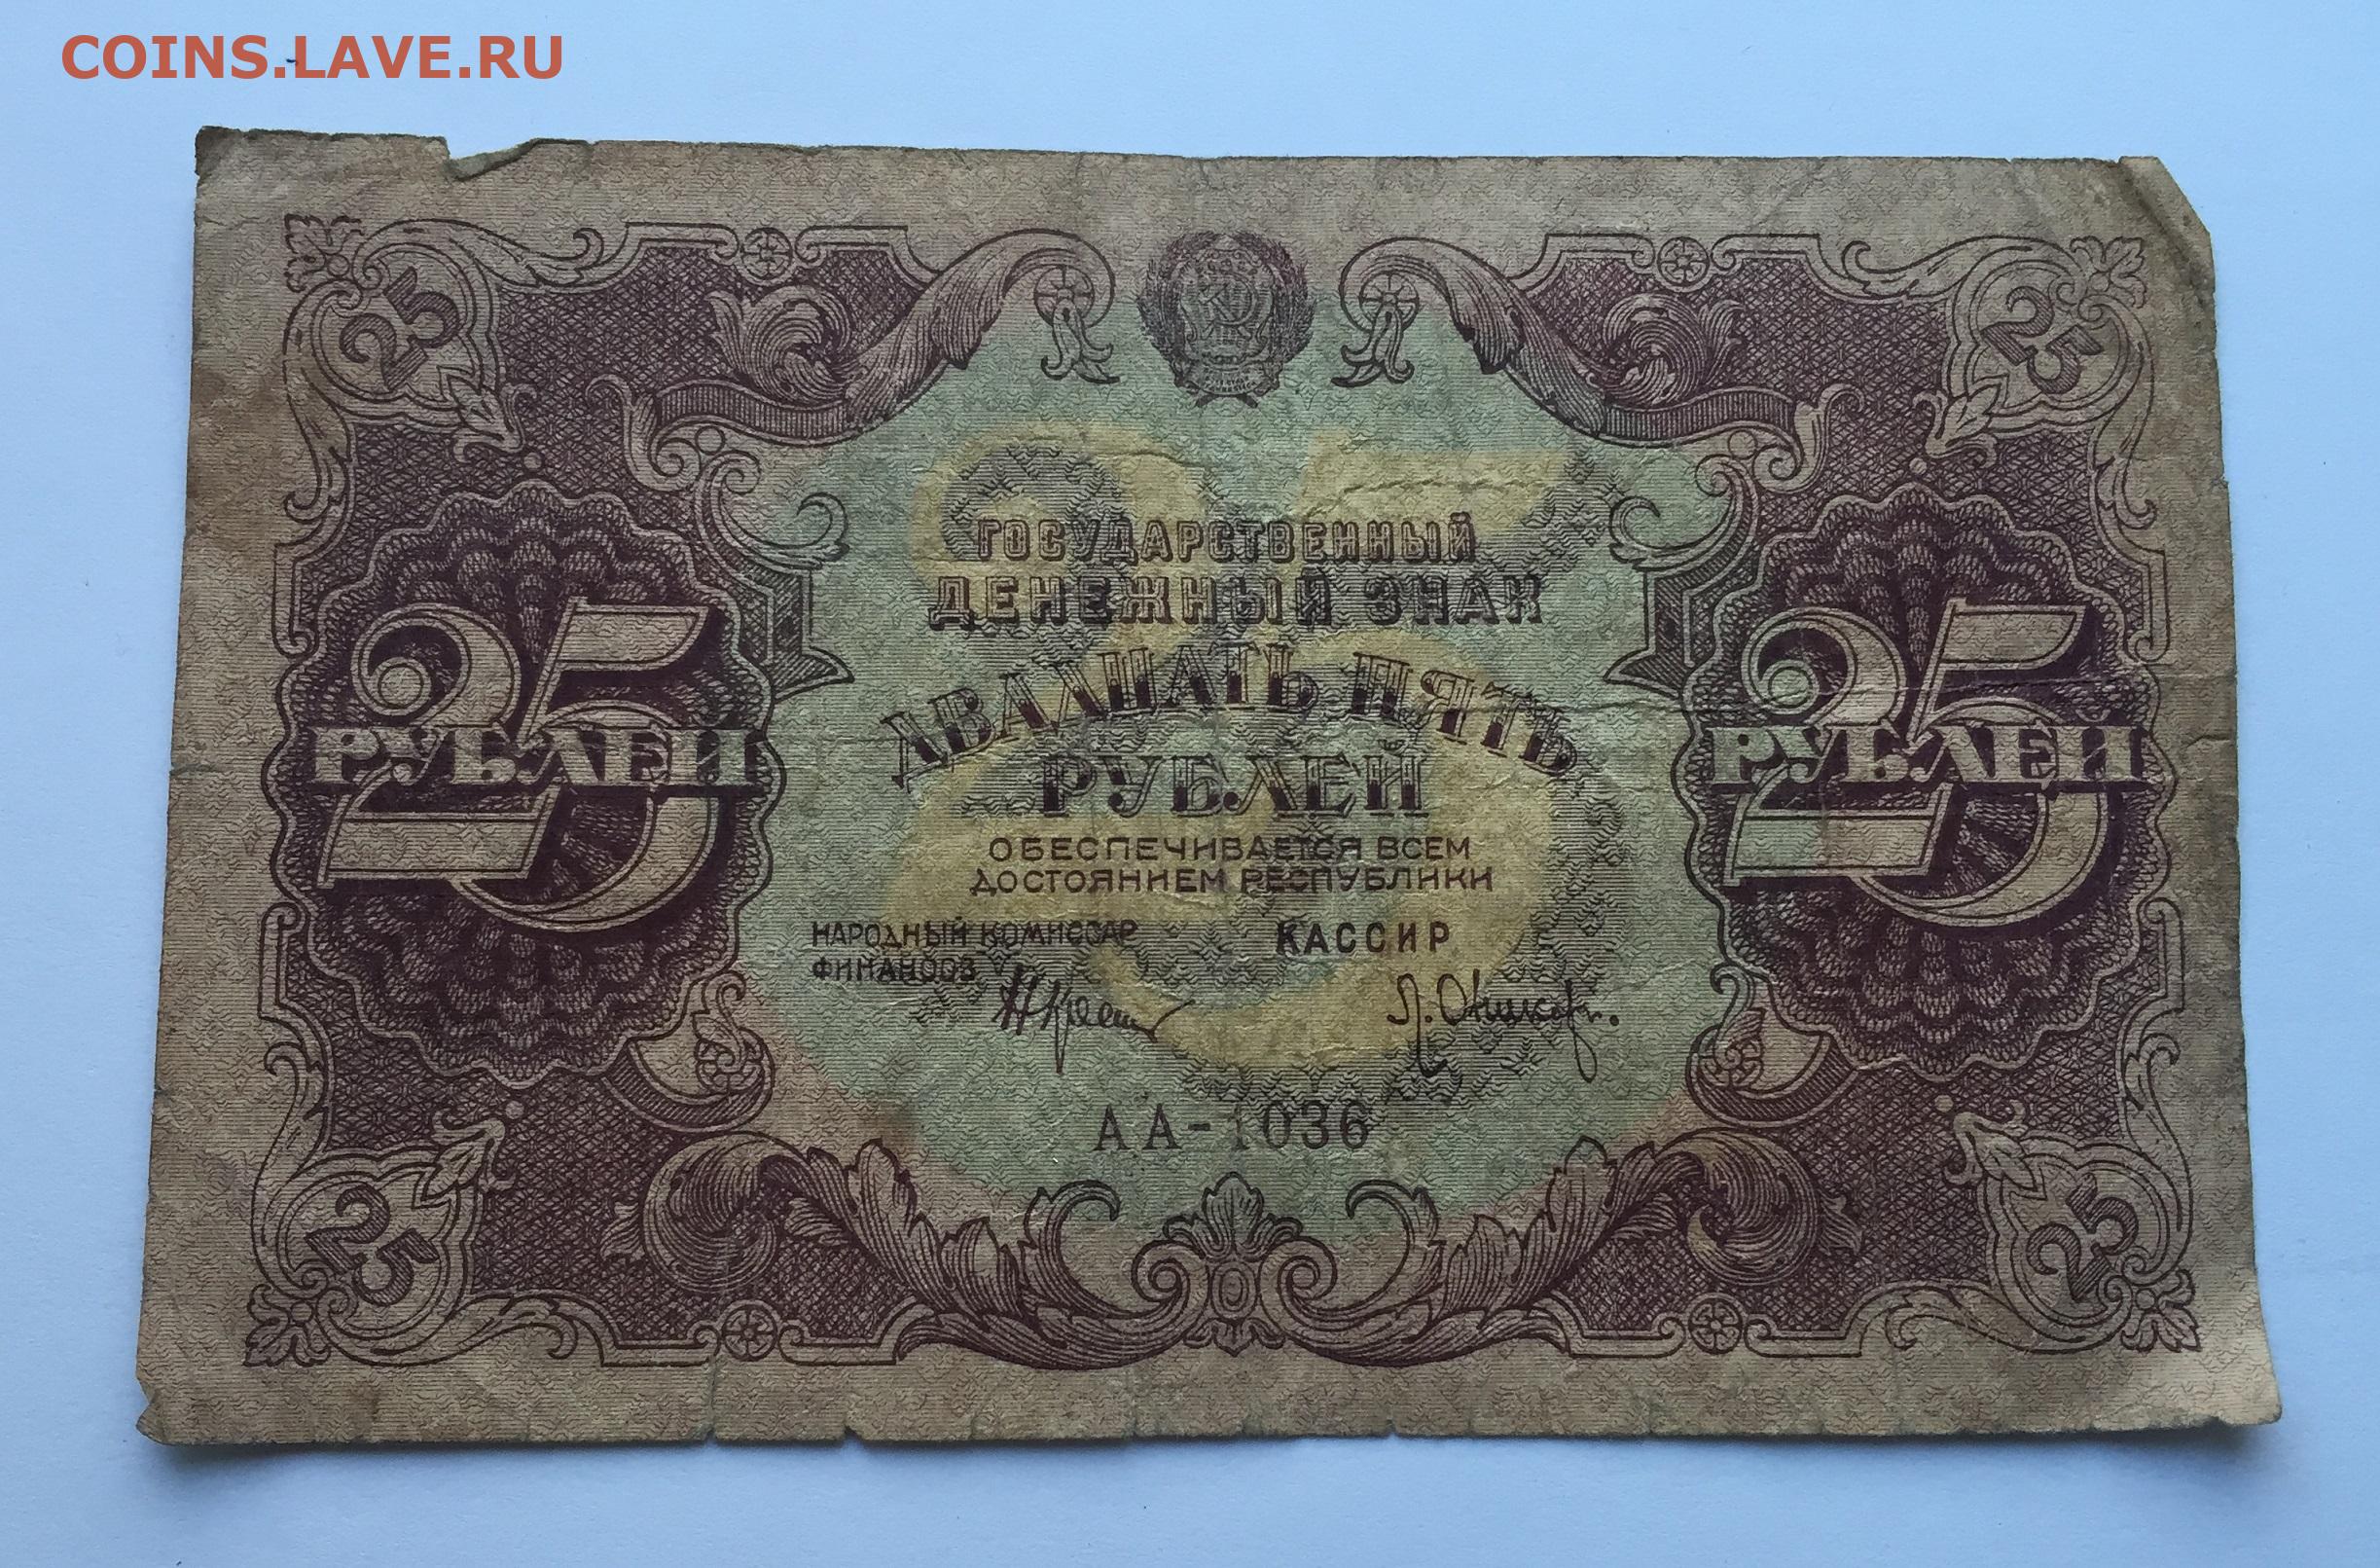 COINS.LAVE.RU
25 25
ГОСУДАРСТВЕННЫЙ
ДЕНЕЖНЫЙ ЗНАК
ДВАДЦАТЬ ПЯТЬ
РУБЛЕЙ
25 РУБЛЕЙ
25 РУБЛЕЙ
ОБЕСПЕЧИВАЕТСЯ ВСЕМ
ДОСТОЯНИЕМ РЕСПУБЛИКИ
НАРОДНЫЙ КОМИССАР
ФИНАНСОВ
КАССИР
АА-1036
25 25